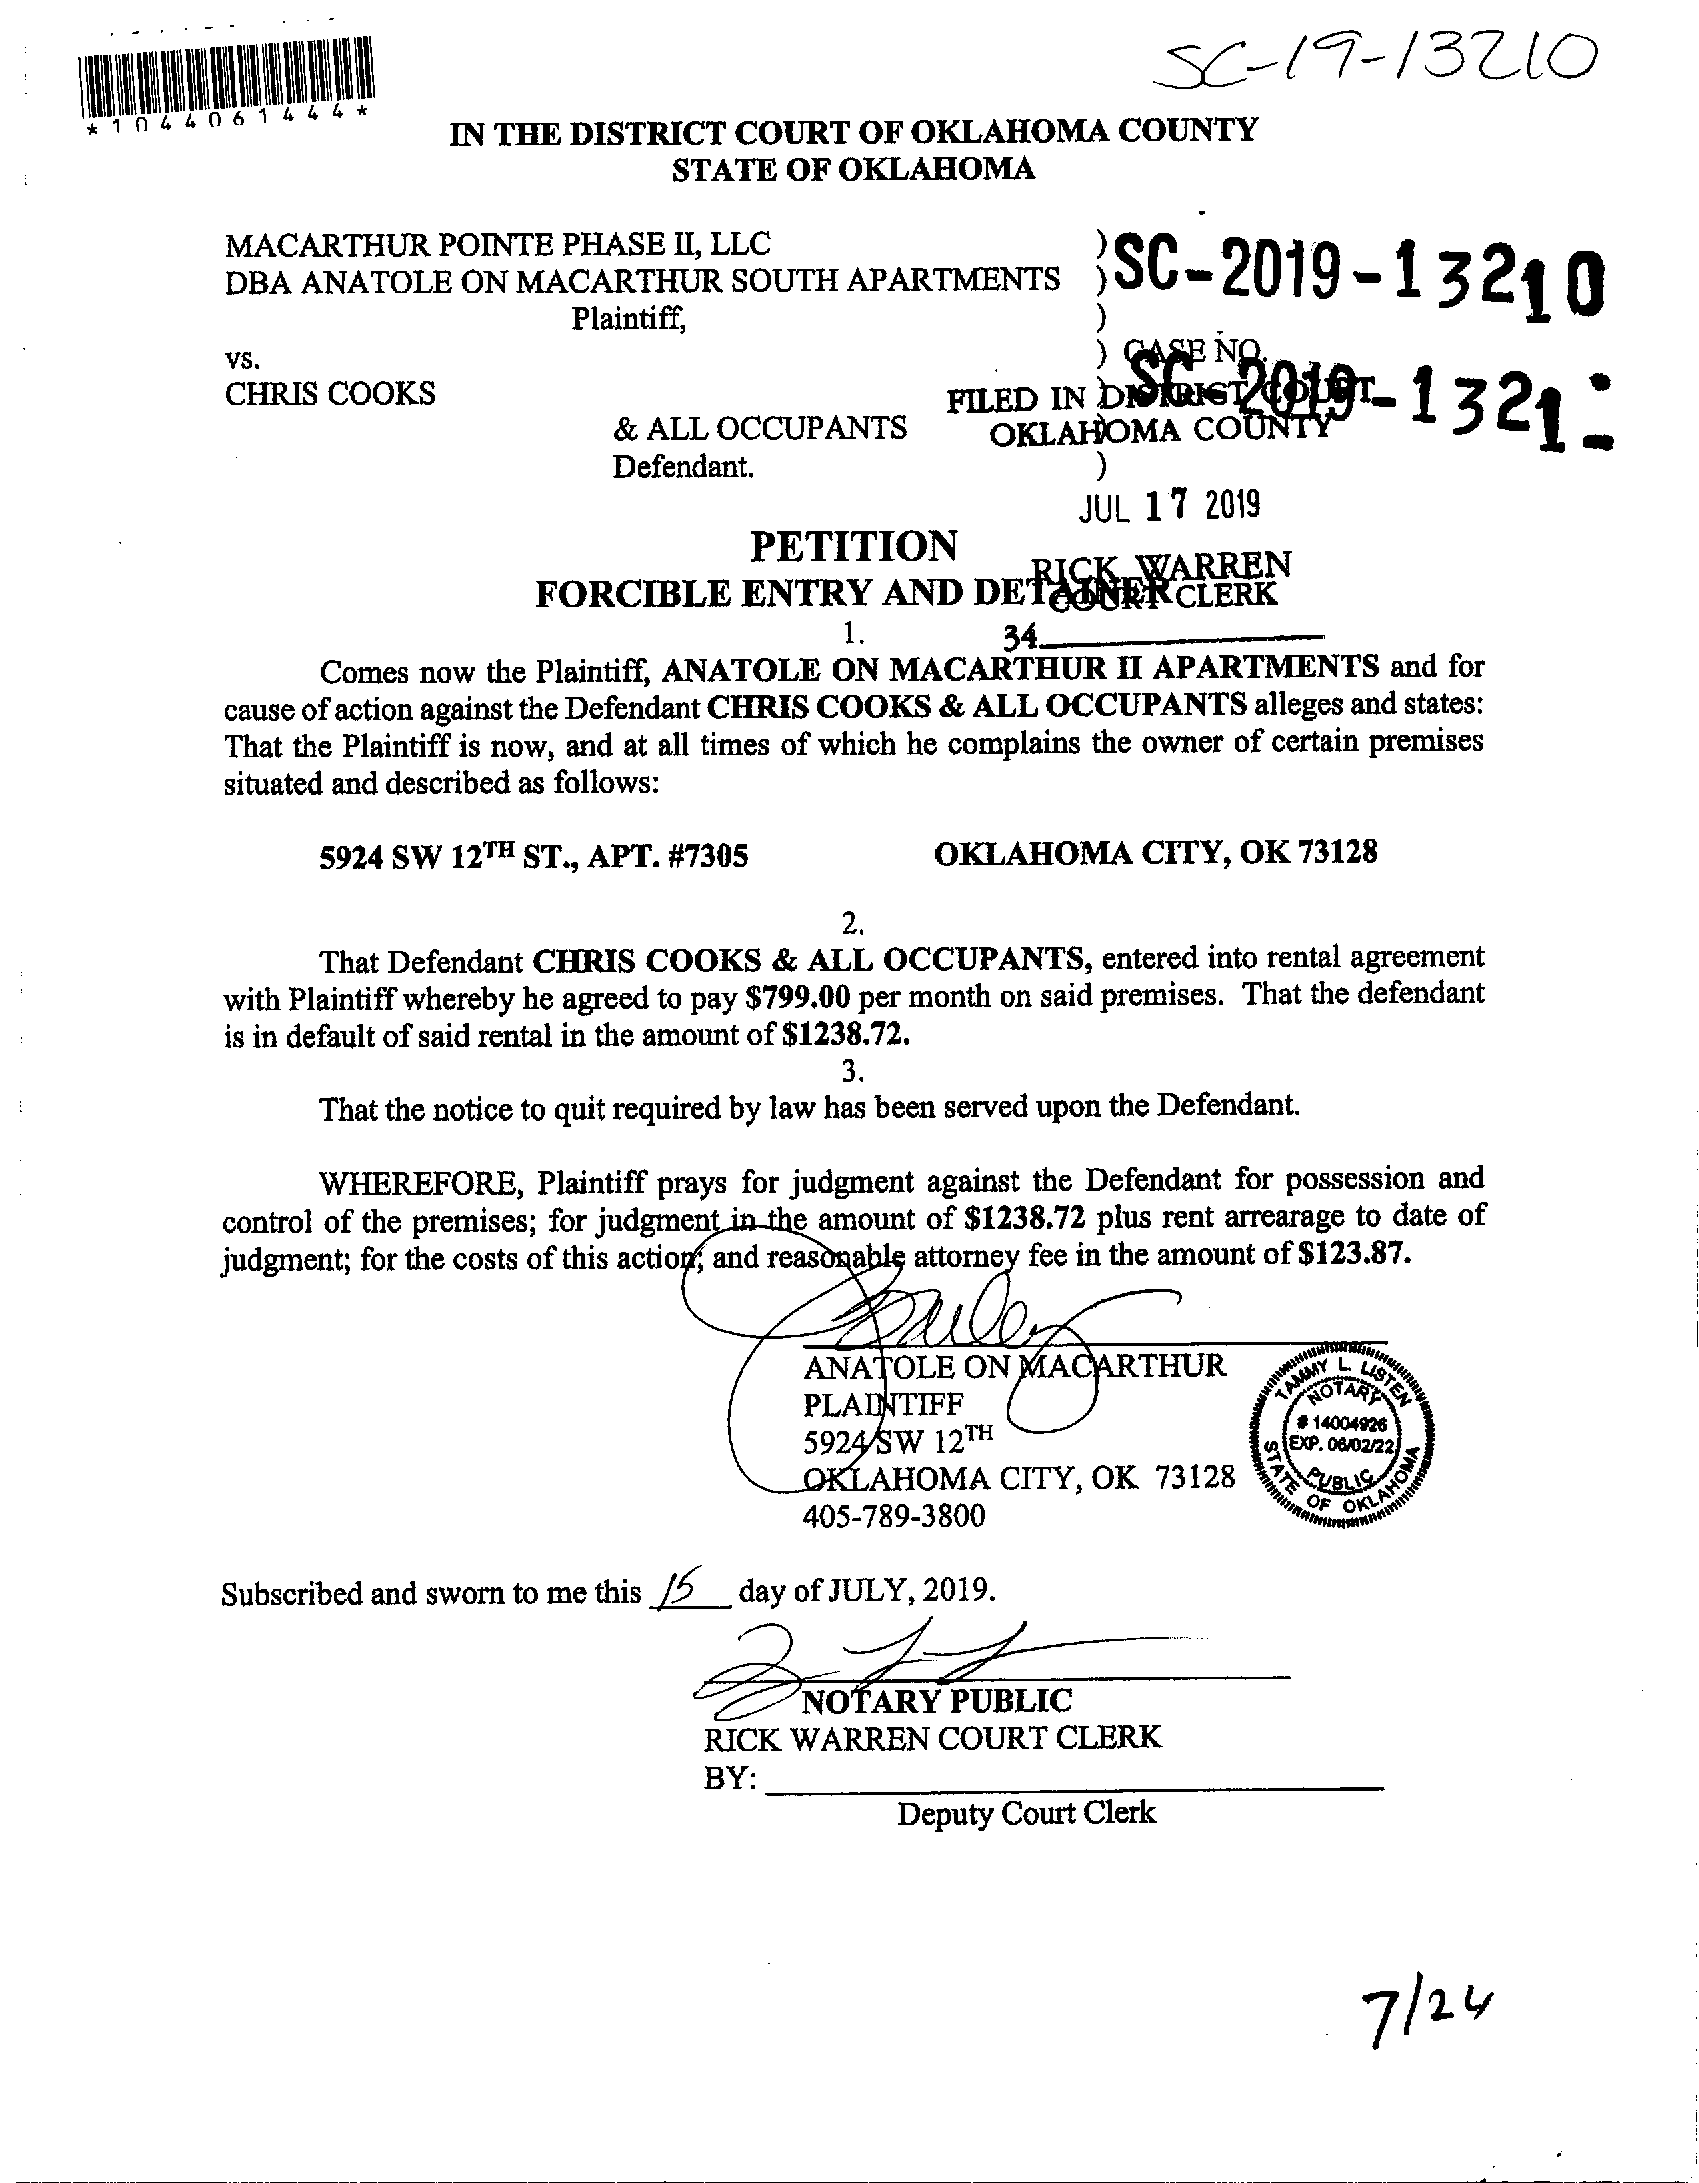 SC-19-13210
*1044061444*
IN THE DISTRICT COURT OF OKLAHOMA COUNTY
STATE OF OKLAHOMA
MACARTHUR POINTE PHASE II, LLC )
DBA ANATOLE ON MACARTHUR SOUTH APARTMENTS ) SC-2019-13210
Plaintiff, )
vs. ) CASE NO.
SC-2019-1321
CHRIS COOKS FILED IN DISTRICT COURT
& ALL OCCUPANTS OKLAHOMA COUNTY
Defendant. )
JUL 17 2019
PETITION
RICK WARREN
FORCIBLE ENTRY AND DETAINER
COURT CLERK
1. 34
Comes now the Plaintiff, ANATOLE ON MACARTHUR II APARTMENTS and for
cause of action against the Defendant CHRIS COOKS & ALL OCCUPANTS alleges and states:
That the Plaintiff is now, and at all times of which he complains the owner of certain premises
situated and described as follows:
5924 SW 12TH ST., APT. #7305 OKLAHOMA CITY, OK 73128
2.
That Defendant CHRIS COOKS & ALL OCCUPANTS, entered into rental agreement
with Plaintiff whereby he agreed to pay $799.00 per month on said premises. That the defendant
is in default of said rental in the amount of $1238.72.
3.
That the notice to quit required by law has been served upon the Defendant.
WHEREFORE, Plaintiff prays for judgment against the Defendant for possession and
control of the premises; for judgment in the amount of $1238.72 plus rent arrearage to date of
judgment; for the costs of this action; and reasonable attorney fee in the amount of $123.87.
ANATOLE ON MACARTHUR
PLAINTIFF
5924 SW 12TH
OKLAHOMA CITY, OK 73128
405-789-3800
TAMMY L. LISTEN
NOTARY
# 14004926
EXP. 06/02/22
PUBLIC
STATE OF OKLAHOMA
Subscribed and sworn to me this 15 day of JULY, 2019.
NOTARY PUBLIC
RICK WARREN COURT CLERK
BY:
Deputy Court Clerk
7/24